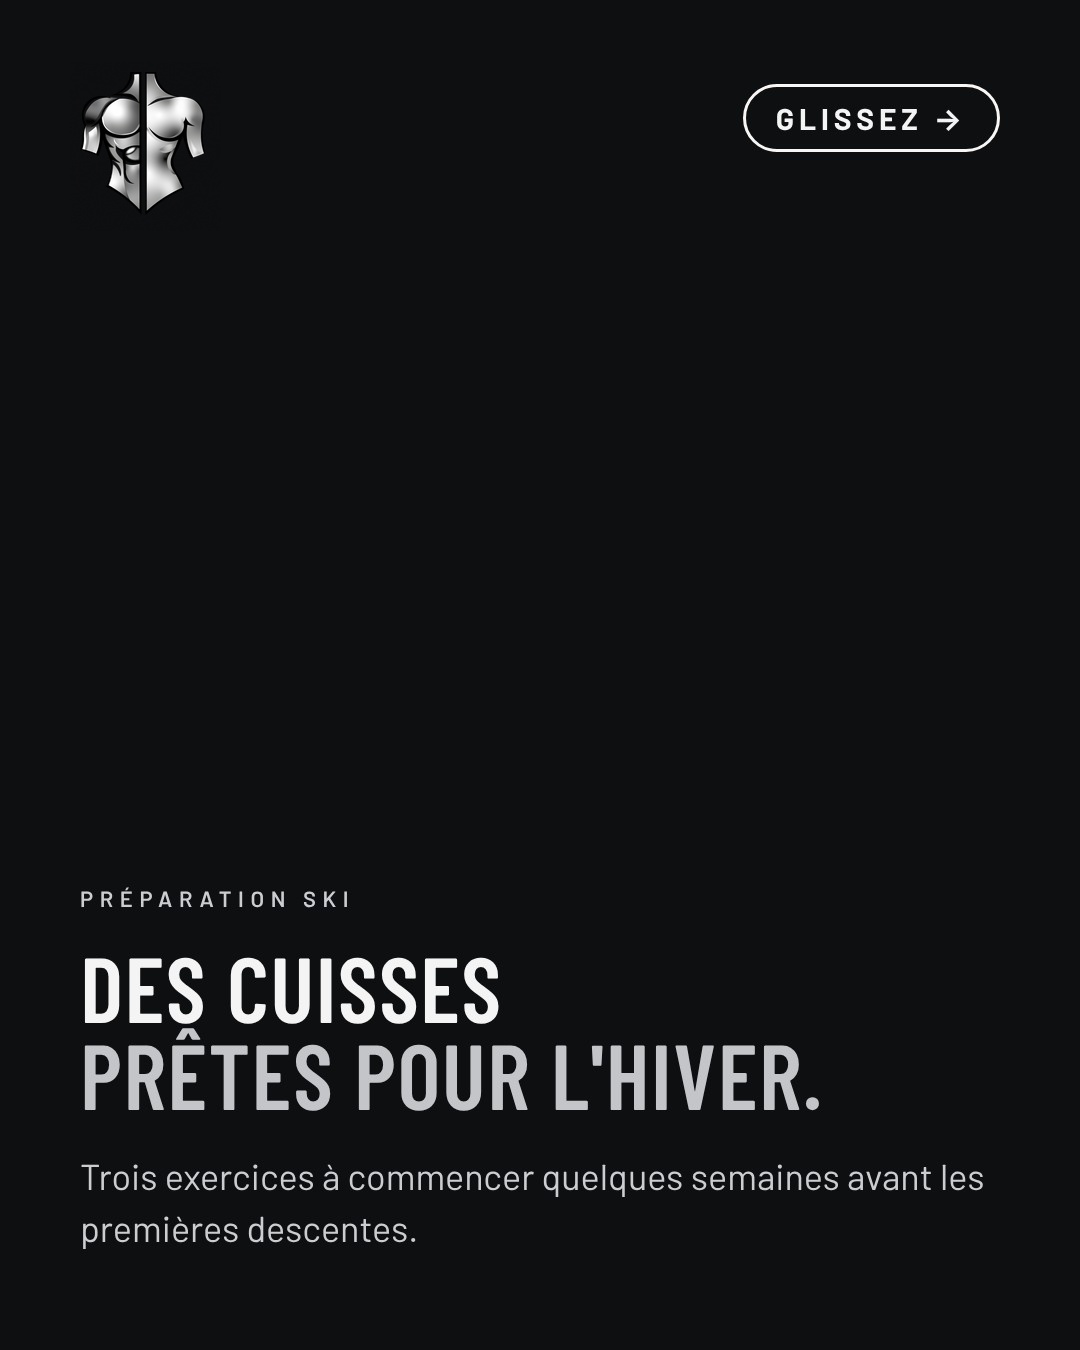 GLISSEZ →
PRÉPARATION SKI
DES CUISSES
PRÊTES POUR L'HIVER.
Trois exercices à commencer quelques semaines avant les
premières descentes.